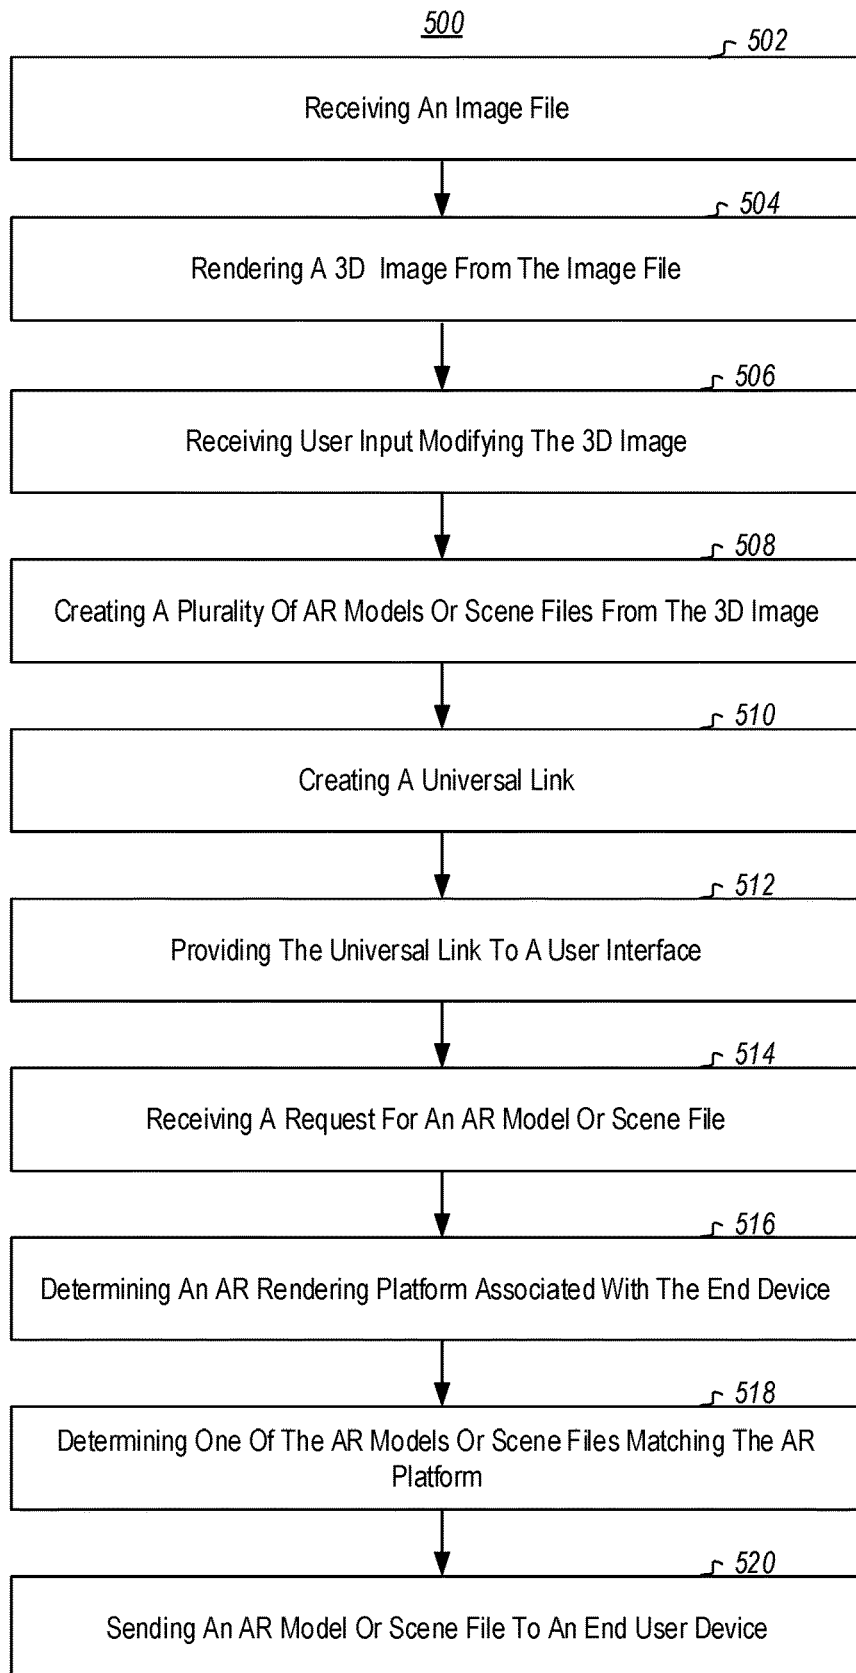 500
502
Receiving An Image File
504
Rendering A 3D Image From The Image File
506
Receiving User Input Modifying The 3D Image
508
Creating A Plurality Of AR Models Or Scene Files From The 3D Image
510
Creating A Universal Link
512
Providing The Universal Link To A User Interface
514
Receiving A Request For An AR Model Or Scene File
516
Determining An AR Rendering Platform Associated With The End Device
518
Determining One Of The AR Models Or Scene Files Matching The AR
Platform
520
Sending An AR Model Or Scene File To An End User Device